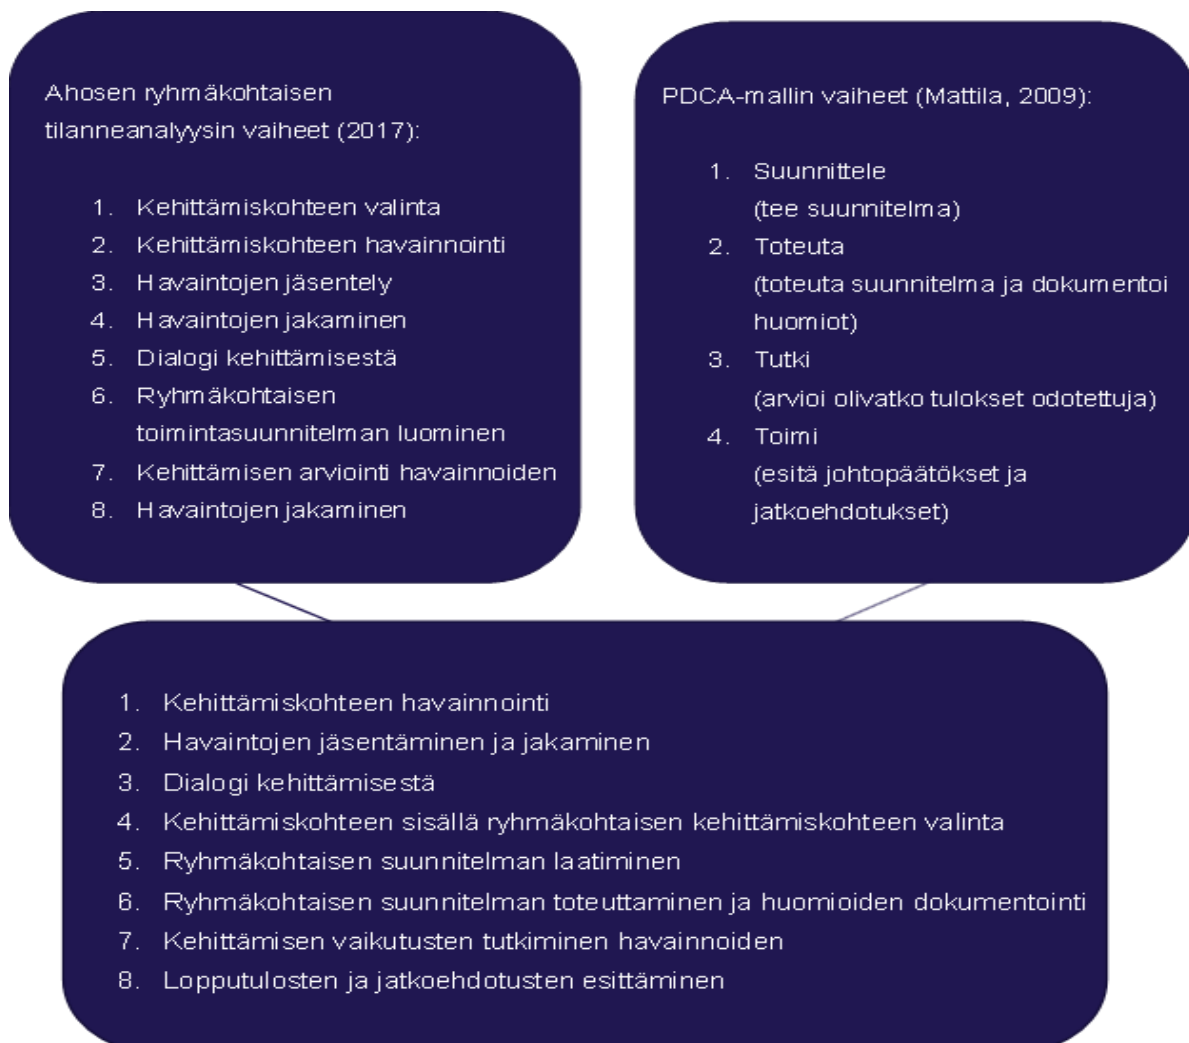 Ahosen ryhmäkohtaisen
tilanneanalyysin vaiheet (2017):
1. Kehittämiskohteen valinta
2. Kehittämiskohteen havainnointi
3. Havaintojen jäsentely
4. Havaintojen jakaminen
5. Dialogi kehittämisestä
6. Ryhmäkohtaisen
toimintasuunnitelman luominen
7. Kehittämisen arviointi havainnoiden
8. Havaintojen jakaminen
PDCA-mallin vaiheet (Mattila, 2009):
1. Suunnittele
(tee suunnitelma)
2. Toteuta
(toteuta suunnitelma ja dokumentoi
huomiot)
3. Tutki
(arvioi olivatko tulokset odotettuja)
4. Toimi
(esitä johtopäätökset ja
jatkoehdotukset)
1. Kehittämiskohteen havainnointi
2. Havaintojen jäsentäminen ja jakaminen
3. Dialogi kehittämisestä
4. Kehittämiskohteen sisällä ryhmäkohtaisen kehittämiskohteen valinta
5. Ryhmäkohtaisen suunnitelman laatiminen
6. Ryhmäkohtaisen suunnitelman toteuttaminen ja huomioiden dokumentointi
7. Kehittämisen vaikutusten tutkiminen havainnoiden
8. Lopputulosten ja jatkoehdotusten esittäminen